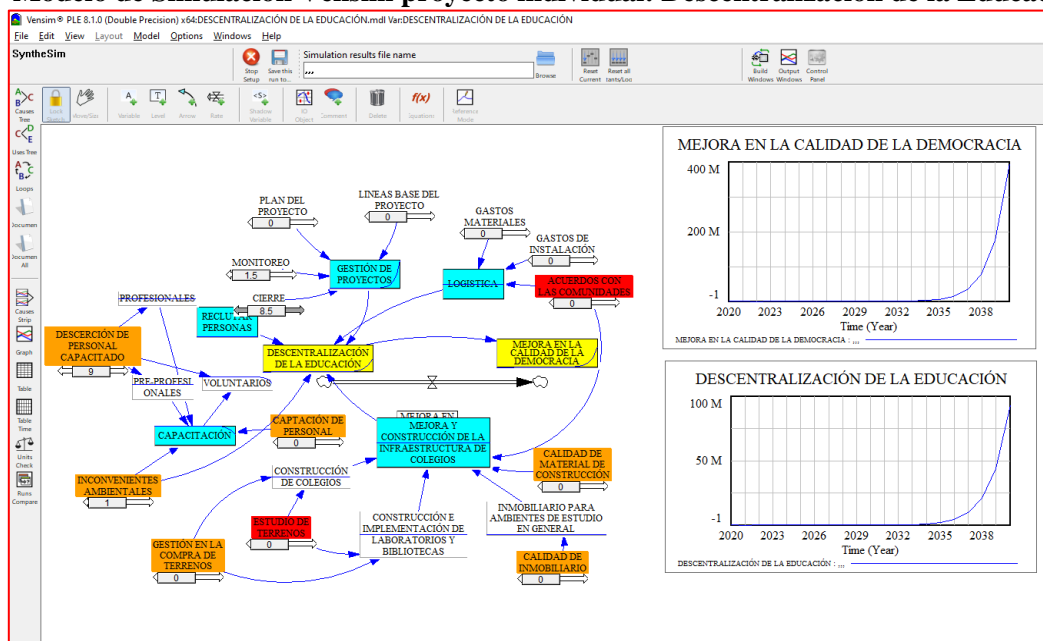 Modelo de Simulación Vensim proyecto individual: Descentralización de la Educa
Vensim® PLE 8.1.0 (Double Precision) x64:DESCENTRALIZACIÓN DE LA EDUCACIÓN.mdl Var:DESCENTRALIZACIÓN DE LA EDUCACIÓN
File Edit View Layout Model Options Windows Help
SyntheSim
Stop Setup
Save this run to...
Simulation results file name
,,,
Browse
Reset Current
Reset all
Build Windows
Output Windows
Control Panel
Causes Tree
Lock Sketch
Variable
Level
Arrow
Rate
Shadow Variable
IO Object
Comment
Delete
Equations
Reference Mode
Uses Tree
Loops
Documen
Documen All
Causes Strip
Graph
Table
Table Time
Units Check
Runs Compare
PLAN DEL
PROYECTO
0
LINEAS BASE DEL
PROYECTO
0
GASTOS
MATERIALES
0
GASTOS DE
INSTALACIÓN
0
MONITOREO
1.5
GESTIÓN DE
PROYECTOS
LOGISTICA
ACUERDOS CON
LAS COMUNIDADES
0
PROFESIONALES
CIERRE
8.5
RECLUTAR
PERSONAS
DESCERCIÓN DE
PERSONAL
CAPACITADO
9
DESCENTRALIZACIÓN
DE LA EDUCACIÓN
MEJORA EN LA
CALIDAD DE LA
DEMOCRACIA
PRE-PROFESI
ONALES
VOLUNTARIOS
CAPACITACIÓN
CAPTACIÓN DE
PERSONAL
0
MEJORA EN
MEJORA Y
CONSTRUCCIÓN DE LA
INFRAESTRUCTURA DE
COLEGIOS
CALIDAD DE
MATERIAL DE
CONSTRUCCIÓN
0
INCONVENIENTES
AMBIENTALES
1
CONSTRUCCIÓN
DE COLEGIOS
ESTUDIO DE
TERRENOS
0
CONSTRUCCIÓN E
IMPLEMENTACIÓN DE
LABORATORIOS Y
BIBLIOTECAS
INMOBILIARIO PARA
AMBIENTES DE ESTUDIO
EN GENERAL
GESTIÓN EN LA
COMPRA DE
TERRENOS
0
CALIDAD DE
INMOBILIARIO
0
MEJORA EN LA CALIDAD DE LA DEMOCRACIA
400 M
200 M
-1
2020 2023 2026 2029 2032 2035 2038
Time (Year)
MEJORA EN LA CALIDAD DE LA DEMOCRACIA : ,,,
DESCENTRALIZACIÓN DE LA EDUCACIÓN
100 M
50 M
-1
2020 2023 2026 2029 2032 2035 2038
Time (Year)
DESCENTRALIZACIÓN DE LA EDUCACIÓN : ,,,